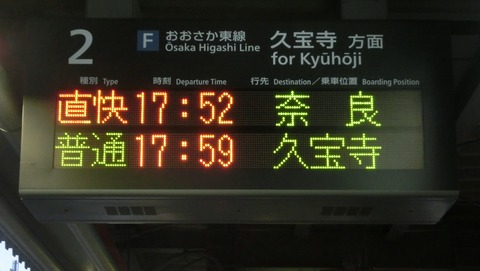 2 F おおさか東線 久宝寺 方面
Ōsaka Higashi Line for Kyūhōji
種別 Type 時刻 Departure Time 行先 Destination/乗車位置 Boarding Position
直快 17:52 奈良
普通 17:59 久宝寺